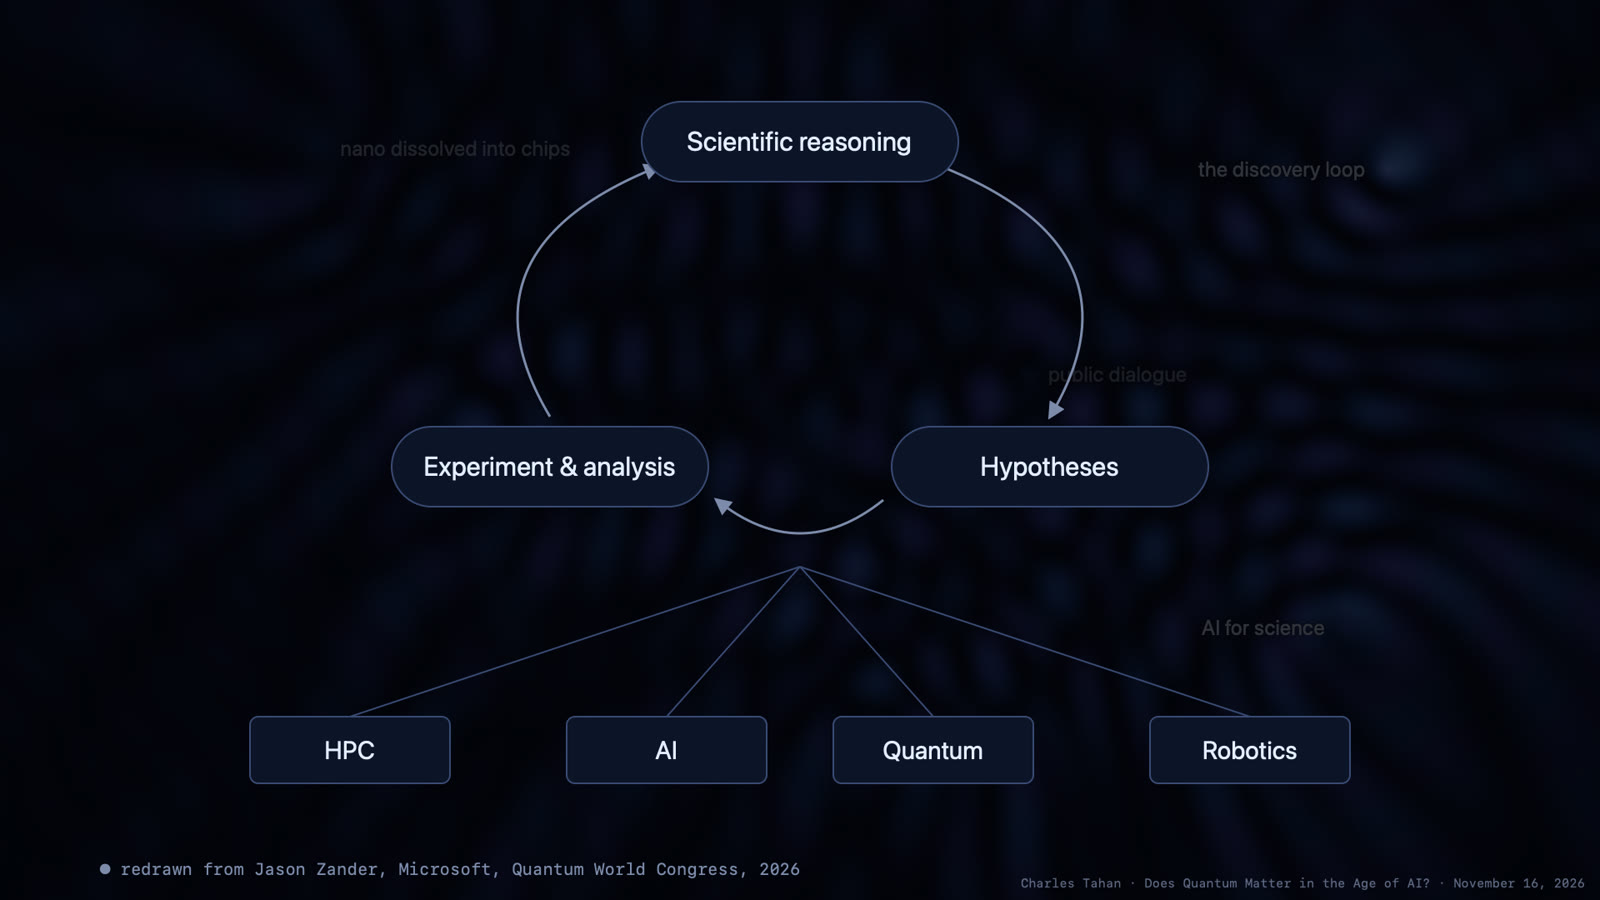 Scientific reasoning
nano dissolved into chips
the discovery loop
public dialogue
Experiment & analysis
Hypotheses
AI for science
HPC
AI
Quantum
Robotics
redrawn from Jason Zander, Microsoft, Quantum World Congress, 2026
Charles Tahan · Does Quantum Matter in the Age of AI? · November 16, 2026